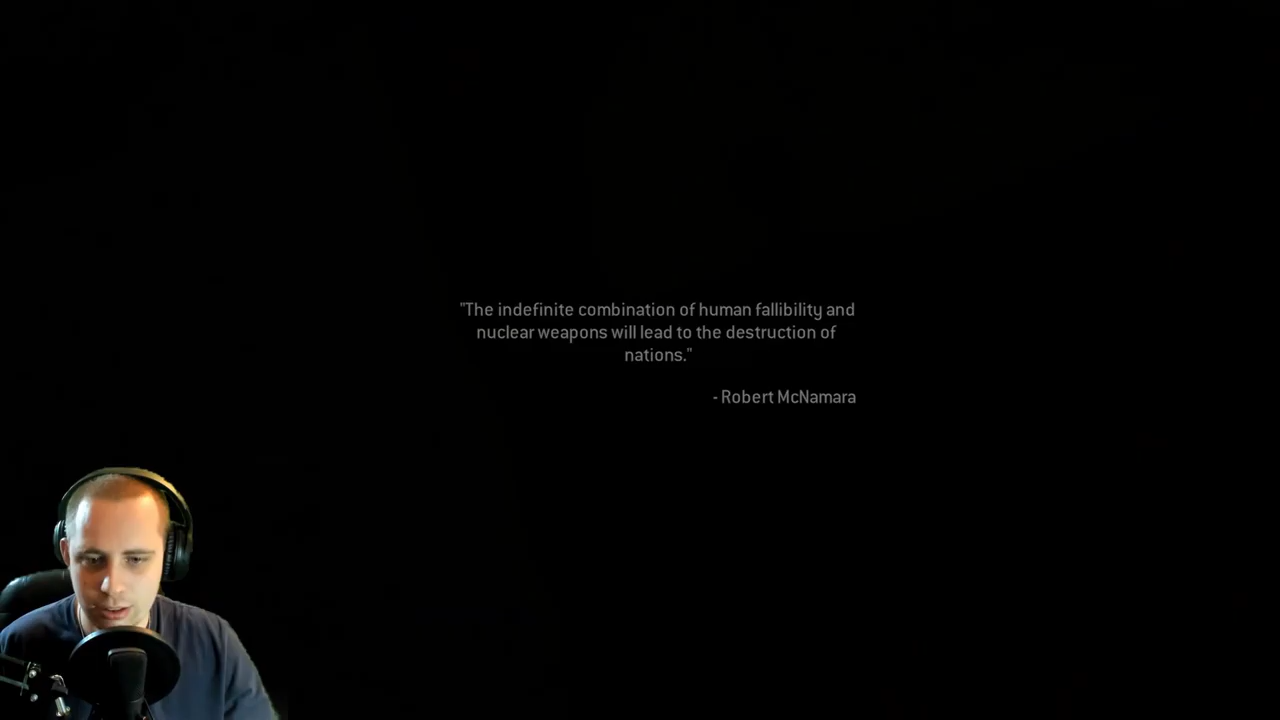 "The indefinite combination of human fallibility and
nuclear weapons will lead to the destruction of
nations."
- Robert McNamara